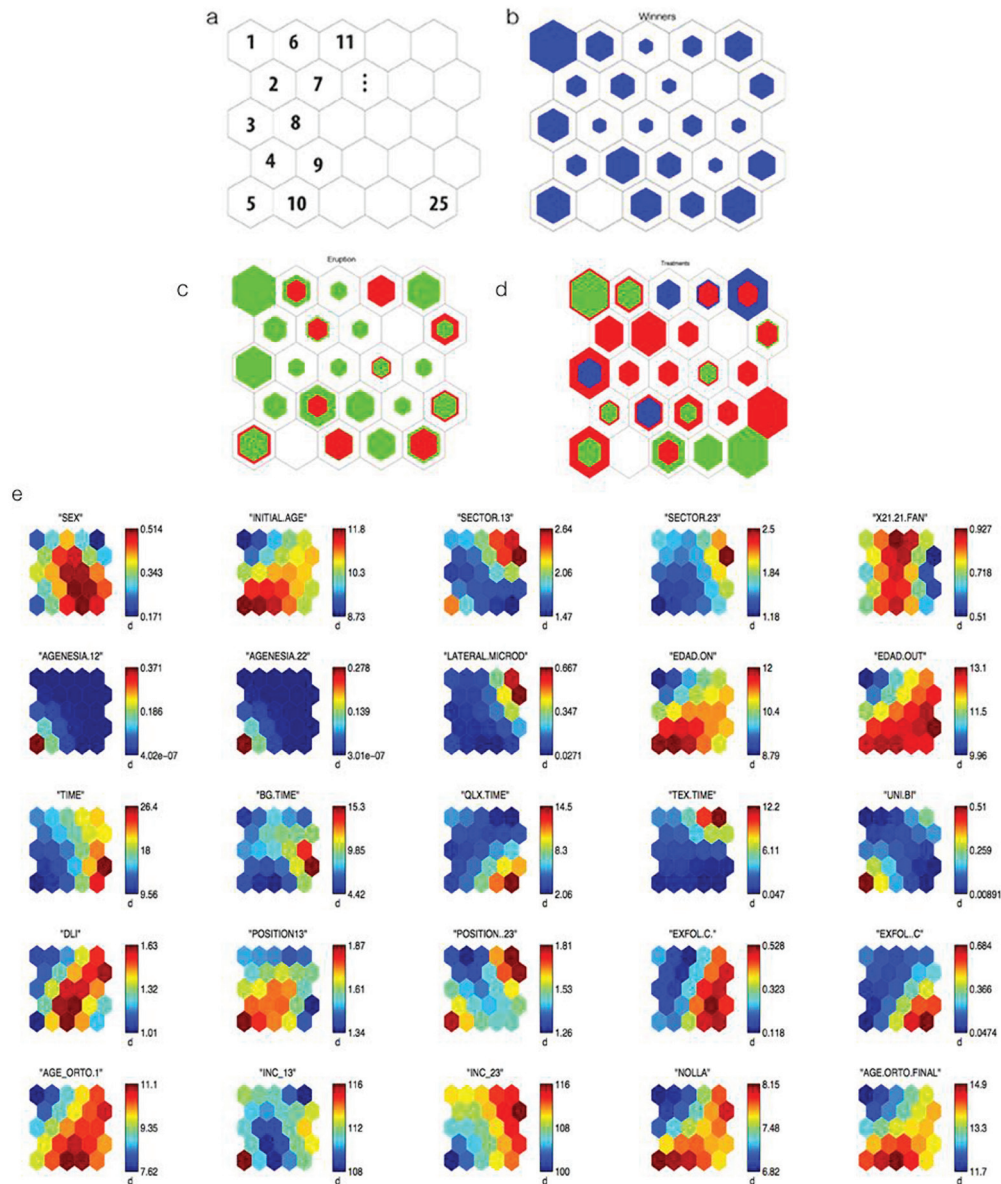 a
b
Winners
1 6 11
2 7 ⋮
3 8
4 9
5 10 25
c
Eruption
d
Treatments
e
"SEX" "INITIAL.AGE" "SECTOR.13" "SECTOR.23" "X21.21.FAN"
0.514 11.8 2.64 2.5 0.927
0.343 10.3 2.06 1.84 0.718
0.171 8.73 1.47 1.18 0.51
d d d d d
"AGENESIA.12" "AGENESIA.22" "LATERAL.MICROD" "EDAD.ON" "EDAD.OUT"
0.371 0.278 0.667 12 13.1
0.186 0.139 0.347 10.4 11.5
4.02e-07 3.01e-07 0.0271 8.79 9.96
d d d d d
"TIME" "BG.TIME" "QLX.TIME" "TEX.TIME" "UNI.BI"
26.4 15.3 14.5 12.2 0.51
18 9.85 8.3 6.11 0.259
9.56 4.42 2.06 0.047 0.00891
d d d d d
"DLI" "POSITION13" "POSITION..23" "EXFOL.C." "EXFOL..C"
1.63 1.87 1.81 0.528 0.684
1.32 1.61 1.53 0.323 0.366
1.01 1.34 1.26 0.118 0.0474
d d d d d
"AGE_ORTO.1" "INC_13" "INC_23" "NOLLA" "AGE.ORTO.FINAL"
11.1 116 116 8.15 14.9
9.35 112 108 7.48 13.3
7.62 108 100 6.82 11.7
d d d d d